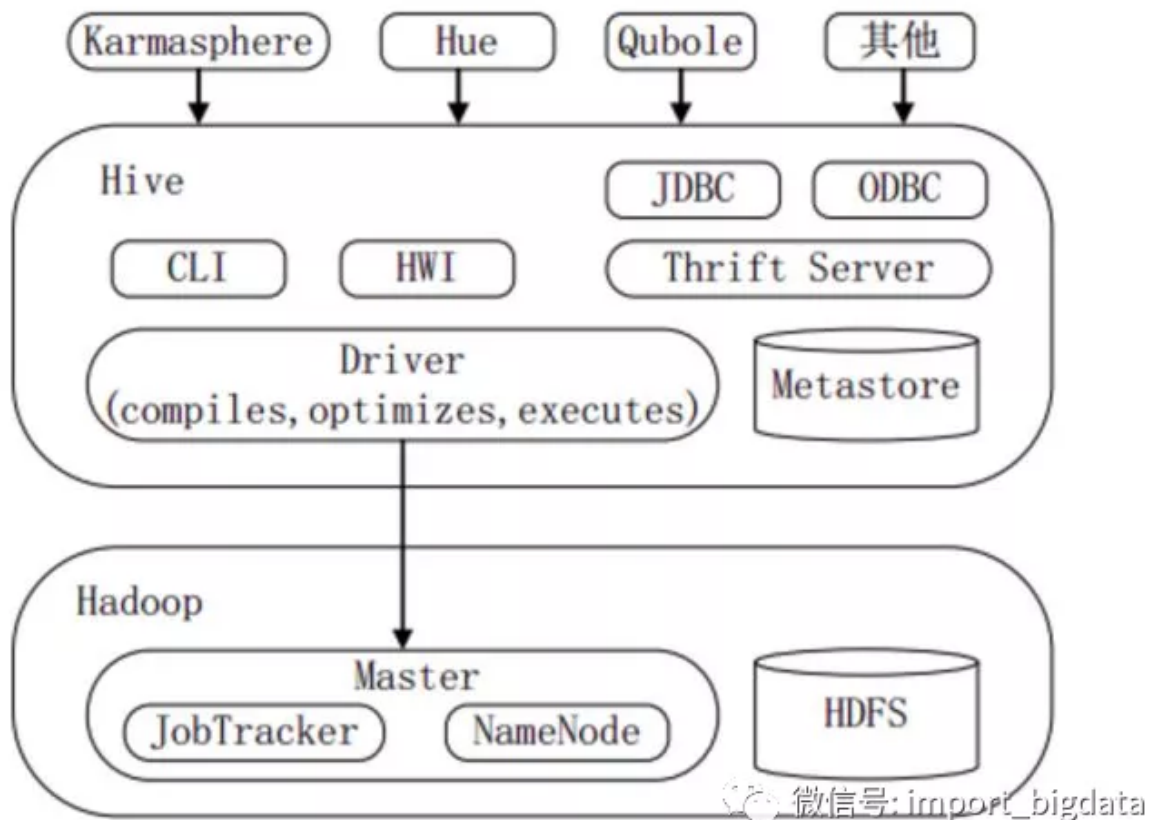 Karmasphere
Hue
Qubole
其他
Hive
JDBC
ODBC
CLI
HWI
Thrift Server
Driver
(compiles,optimizes,executes)
Metastore
Hadoop
Master
JobTracker
NameNode
HDFS
微信号: import_bigdata